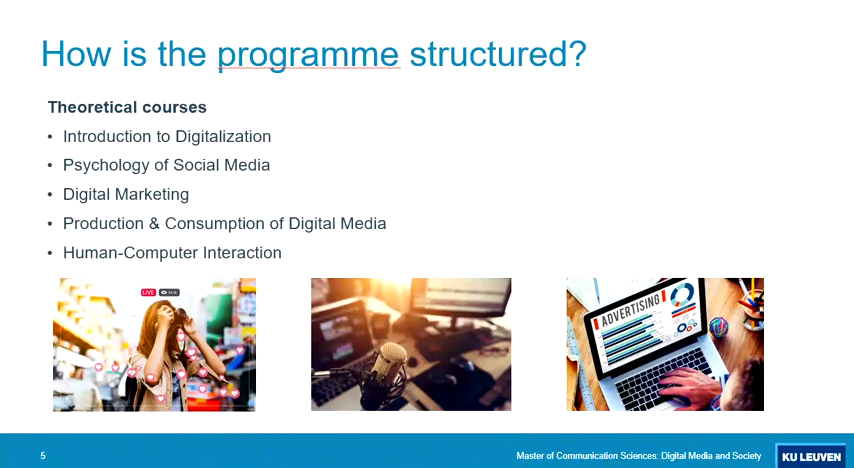 How is the programme structured?
Theoretical courses
• Introduction to Digitalization
• Psychology of Social Media
• Digital Marketing
• Production & Consumption of Digital Media
• Human-Computer Interaction
LIVE
ADVERTISING
5
Master of Communication Sciences: Digital Media and Society
KU LEUVEN